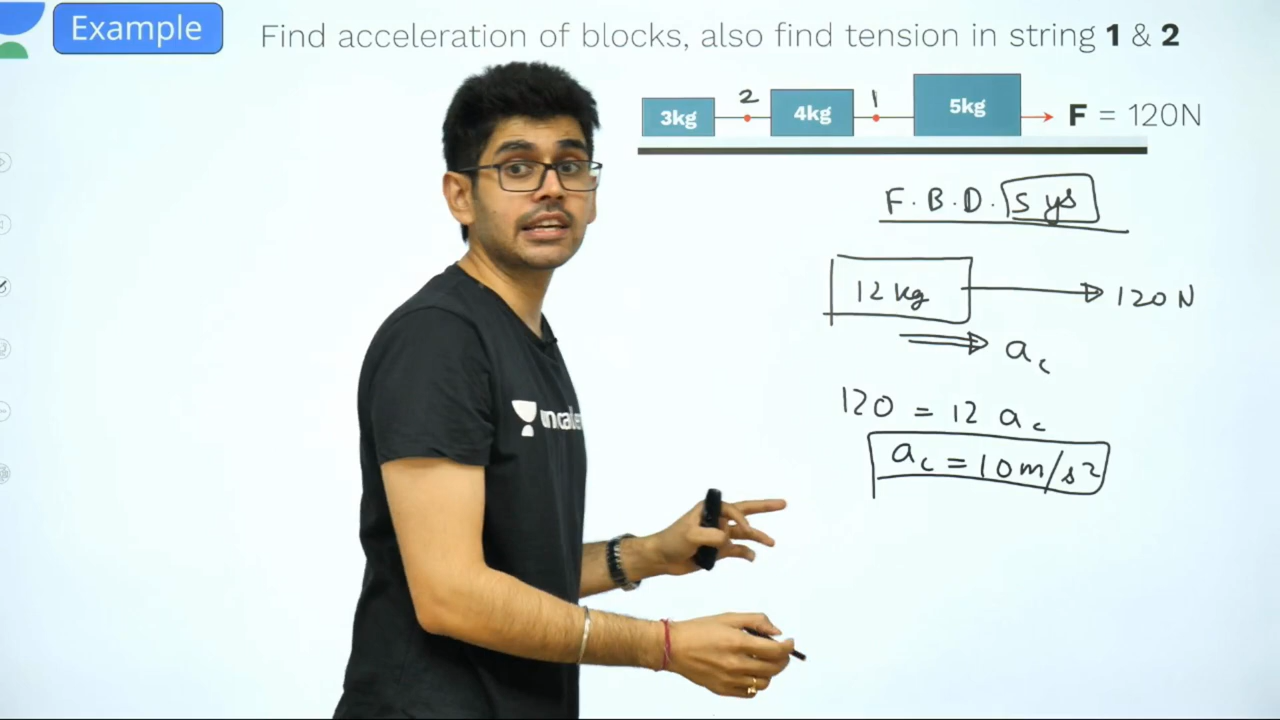 Example
Find acceleration of blocks, also find tension in string 1 & 2
3kg 2 4kg 1 5kg F = 120N
F.B.D. sys
12 kg 120 N
a c
120 = 12 a c
a c = 10 m/s²